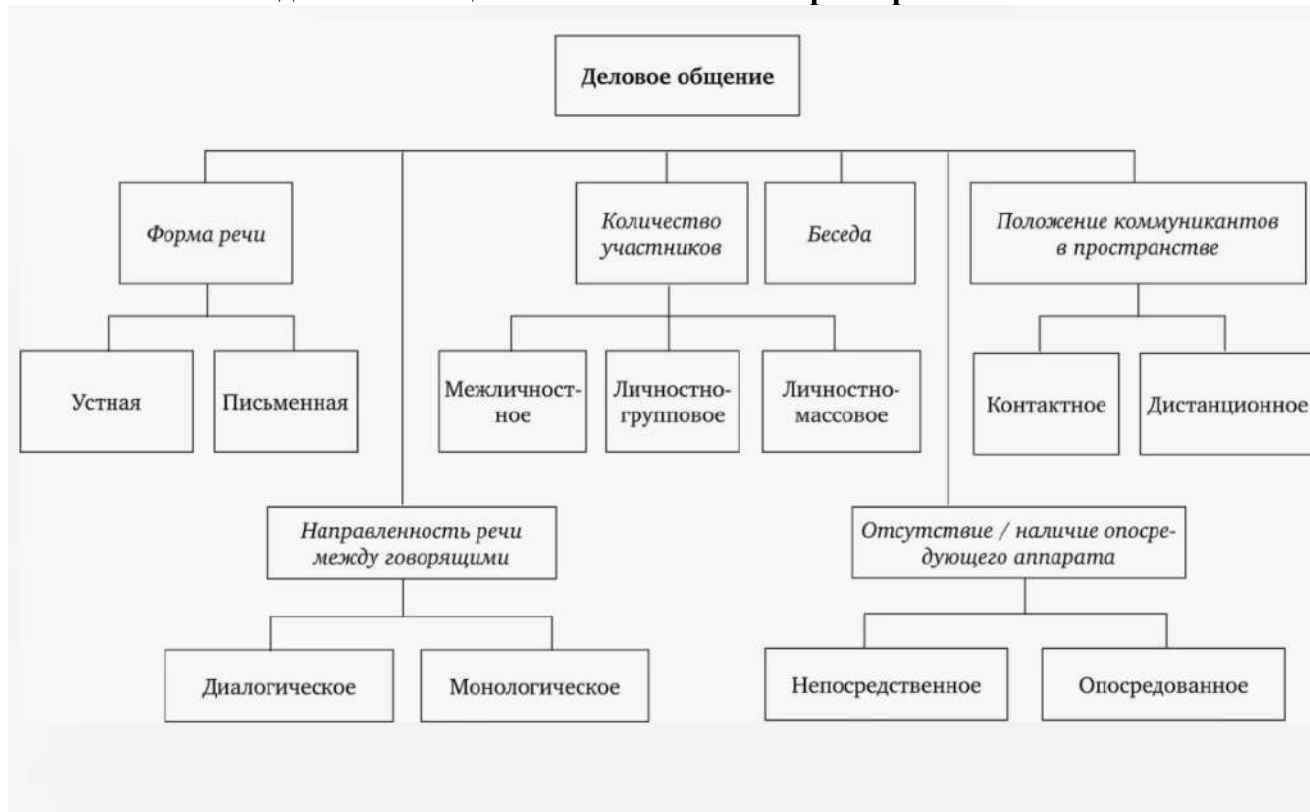 Деловое общение
Форма речи
Количество
участников
Беседа
Положение коммуникантов
в пространстве
Устная
Письменная
Межличност-
ное
Личностно-
групповое
Личностно-
массовое
Контактное
Дистанционное
Направленность речи
между говорящими
Отсутствие / наличие опосре-
дующего аппарата
Диалогическое
Монологическое
Непосредственное
Опосредованное